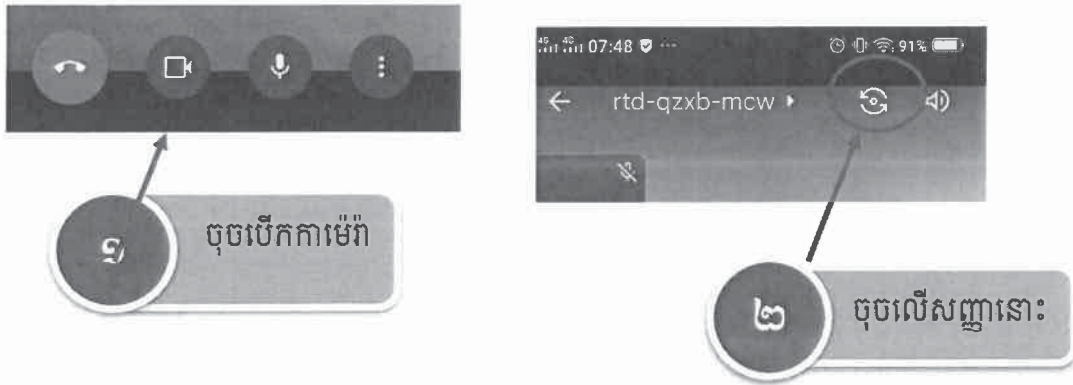 07:48 91%
rtd-qzxb-mcw
១
ចុចបើកកាម៉េរ៉ា
២
ចុចលើសញ្ញានោះ